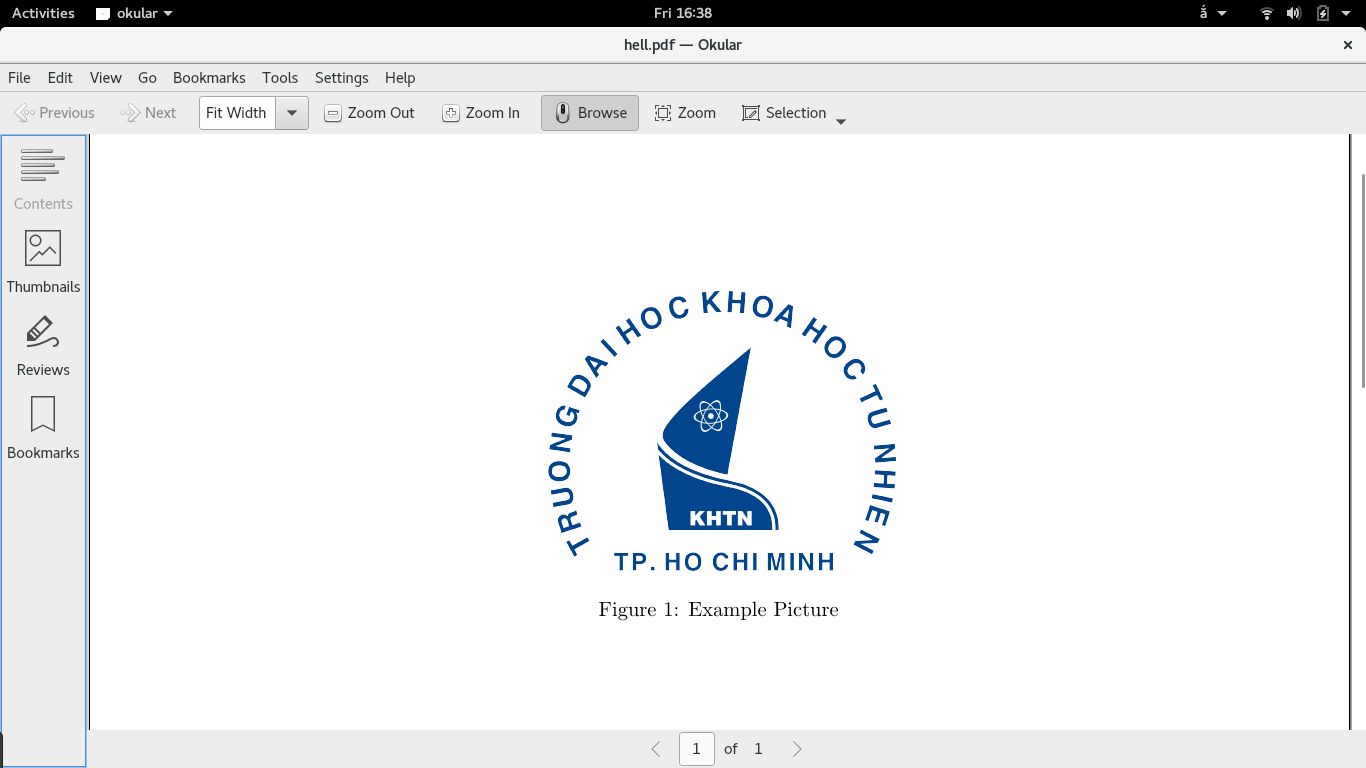 Activities okular Fri 16:38 á
hell.pdf — Okular
File Edit View Go Bookmarks Tools Settings Help
Previous Next Fit Width Zoom Out Zoom In Browse Zoom Selection
Contents
Thumbnails
Reviews
Bookmarks
TRUONG DAI HOC KHOA HOC TU NHIEN
KHTN
TP. HO CHI MINH
Figure 1: Example Picture
1 of 1